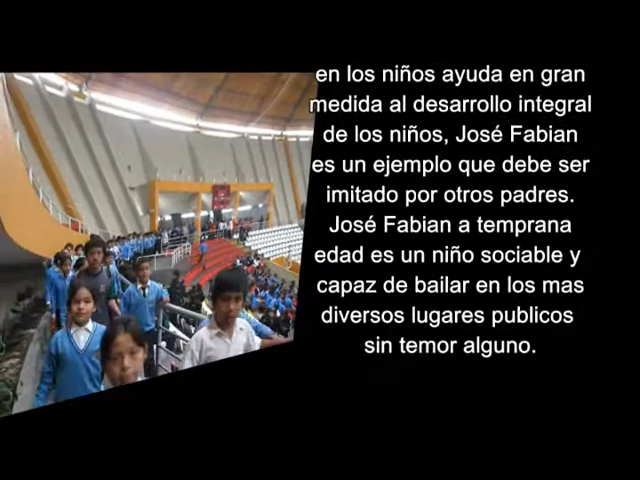 en los niños ayuda en gran
medida al desarrollo integral
de los niños, José Fabian
es un ejemplo que debe ser
imitado por otros padres.
José Fabian a temprana
edad es un niño sociable y
capaz de bailar en los mas
diversos lugares publicos
sin temor alguno.